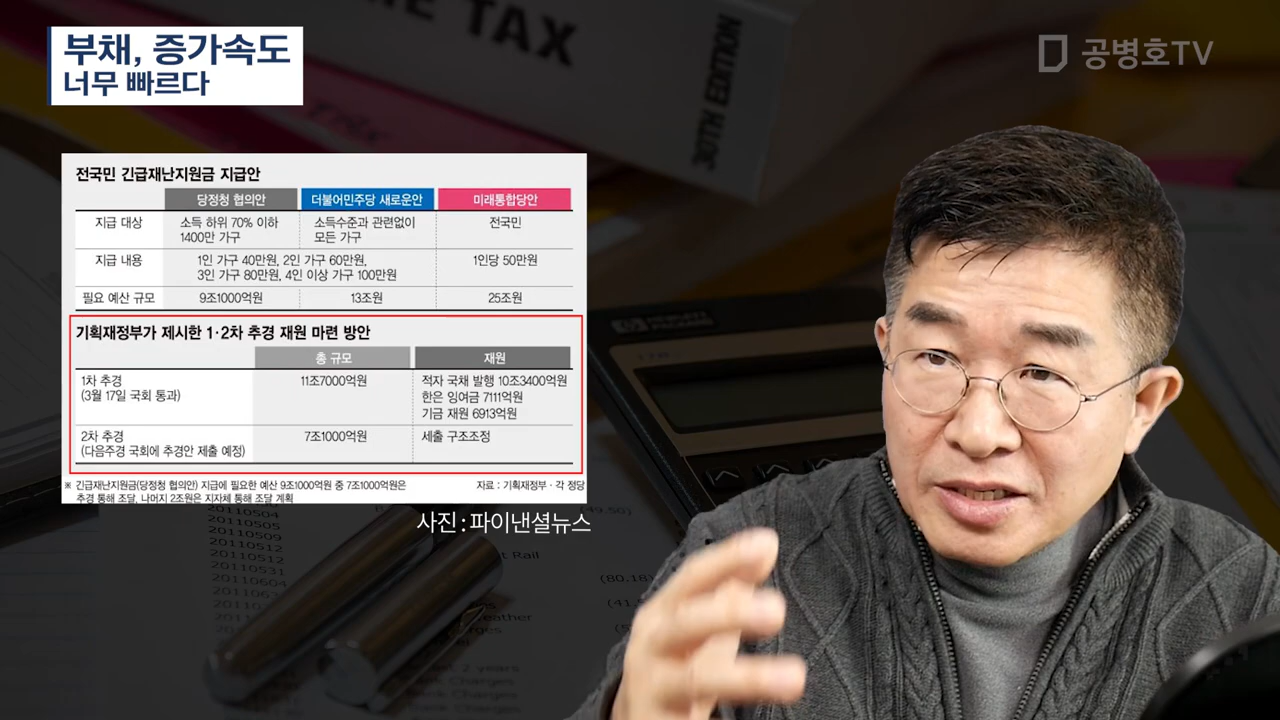 부채, 증가속도
너무 빠르다
공병호TV
TAX
30TH EDITION
전국민 긴급재난지원금 지급안
당정청 협의안 더불어민주당 새로운안 미래통합당안
지급 대상 소득 하위 70% 이하 1400만 가구 소득수준과 관련없이 모든 가구 전국민
지급 내용 1인 가구 40만원, 2인 가구 60만원, 3인 가구 80만원, 4인 이상 가구 100만원 1인당 50만원
필요 예산 규모 9조1000억원 13조원 25조원
기획재정부가 제시한 1·2차 추경 재원 마련 방안
총 규모 재원
1차 추경 (3월 17일 국회 통과) 11조7000억원 적자 국채 발행 10조3400억원
한은 잉여금 7111억원
기금 재원 6913억원
2차 추경 (다음주경 국회에 추경안 제출 예정) 7조1000억원 세출 구조조정
※ 긴급재난지원금(당정청 협의안) 지급에 필요한 예산 9조1000억원 중 7조1000억원은
추경 통해 조달, 나머지 2조원은 지자체 통해 조달 계획
자료 : 기획재정부·각 정당
사진 : 파이낸셜뉴스
20110504
20110505
20110509
20110512
20110512
20110531
20110604
Rail
(49.56)
(80.18)